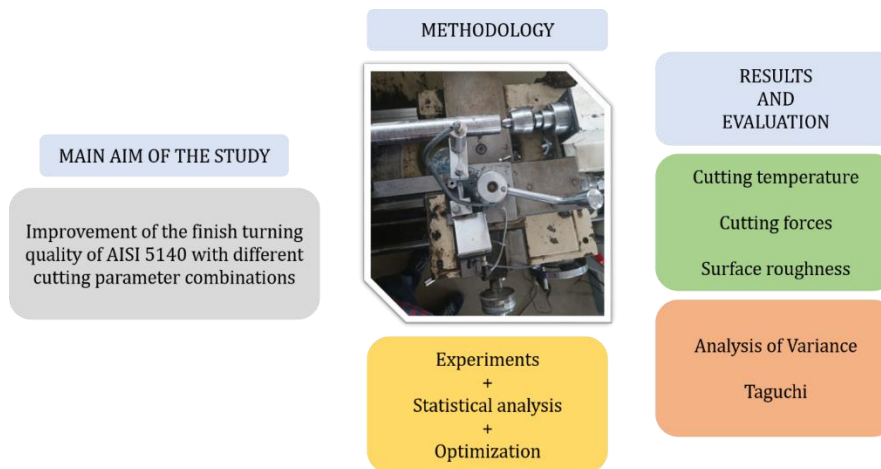 MAIN AIM OF THE STUDY
Improvement of the finish turning
quality of AISI 5140 with different
cutting parameter combinations
METHODOLOGY
Experiments
+
Statistical analysis
+
Optimization
RESULTS
AND
EVALUATION
Cutting temperature
Cutting forces
Surface roughness
Analysis of Variance
Taguchi